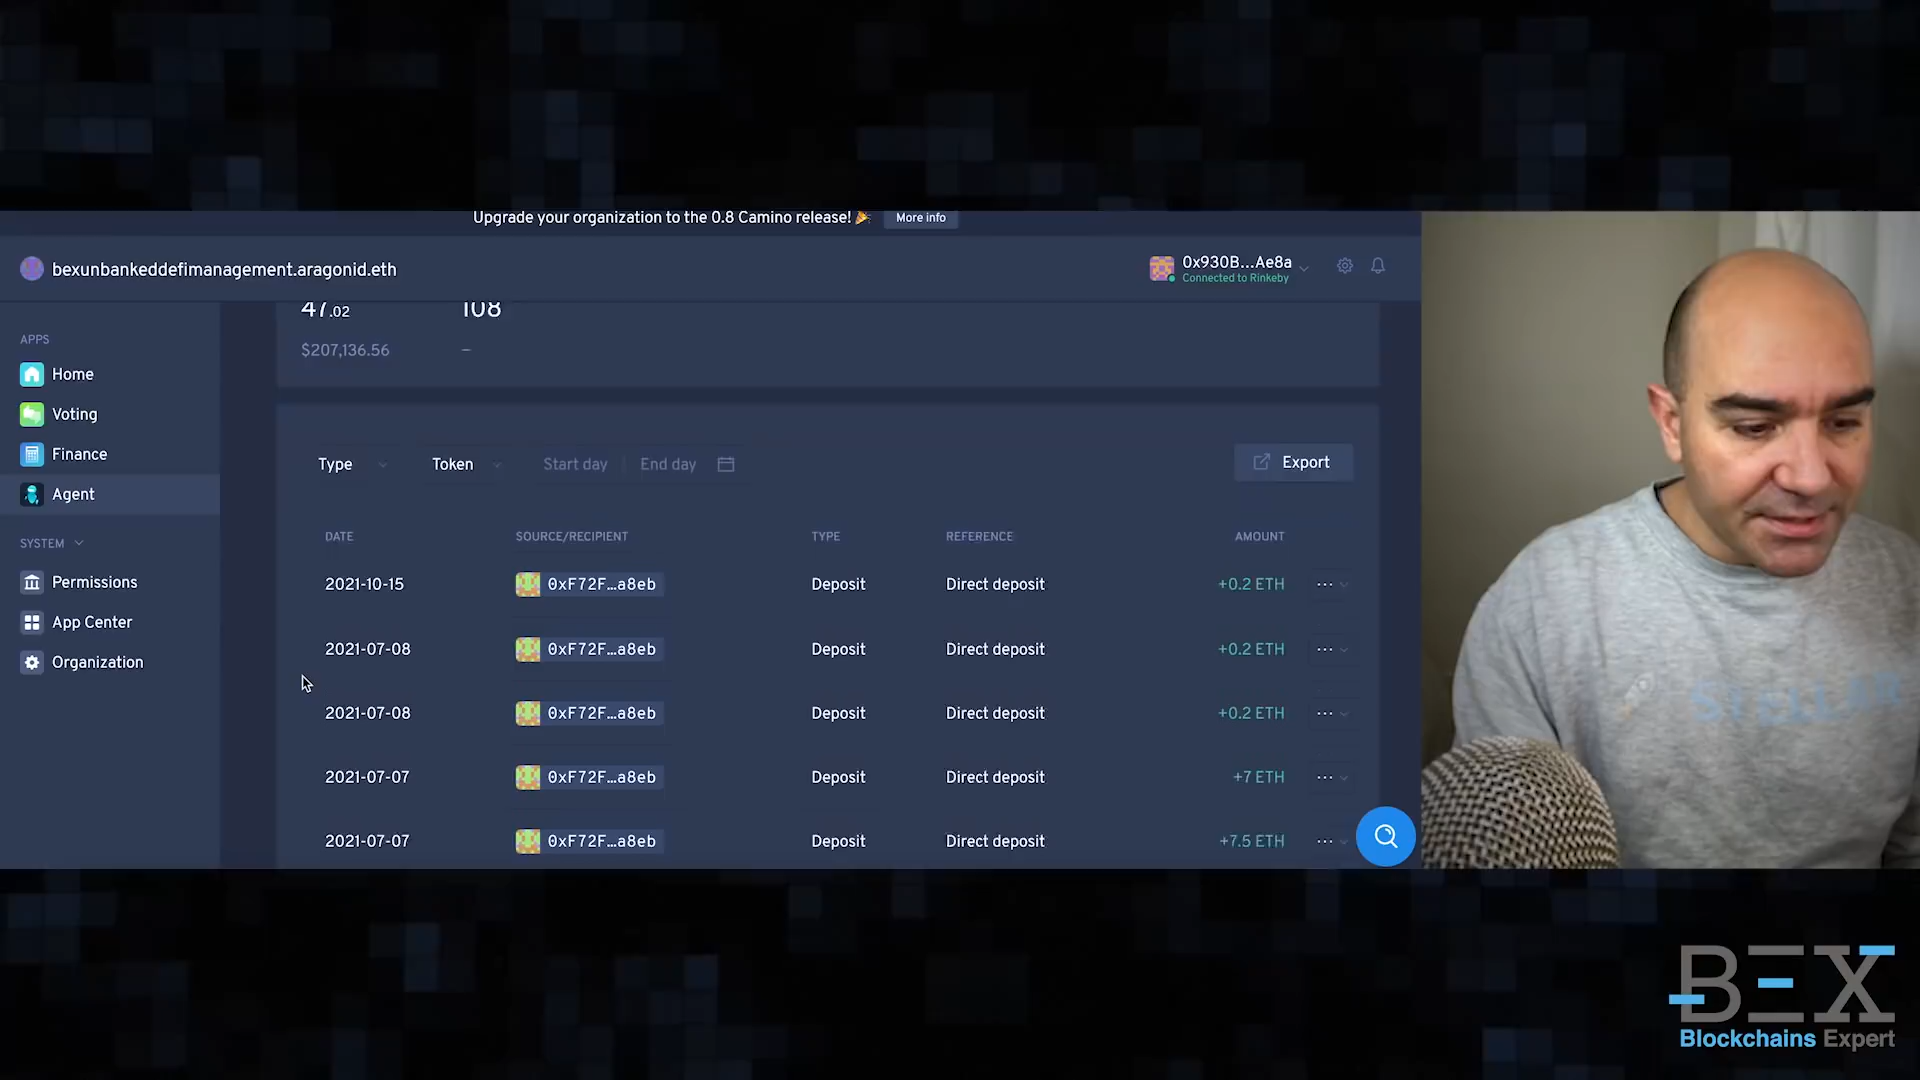 Upgrade your organization to the 0.8 Camino release! 🎉 More info
bexunbankeddefimanagement.aragonid.eth
0x930B...Ae8a
Connected to Rinkeby
47.02 108
$207,136.56 –
APPS
Home
Voting
Finance
Agent
SYSTEM
Permissions
App Center
Organization
Type Token Start day End day Export
DATE SOURCE/RECIPIENT TYPE REFERENCE AMOUNT
2021-10-15 0xF72F…a8eb Deposit Direct deposit +0.2 ETH
2021-07-08 0xF72F…a8eb Deposit Direct deposit +0.2 ETH
2021-07-08 0xF72F…a8eb Deposit Direct deposit +0.2 ETH
2021-07-07 0xF72F…a8eb Deposit Direct deposit +7 ETH
2021-07-07 0xF72F…a8eb Deposit Direct deposit +7.5 ETH
STELLAR
BEX
Blockchains Expert